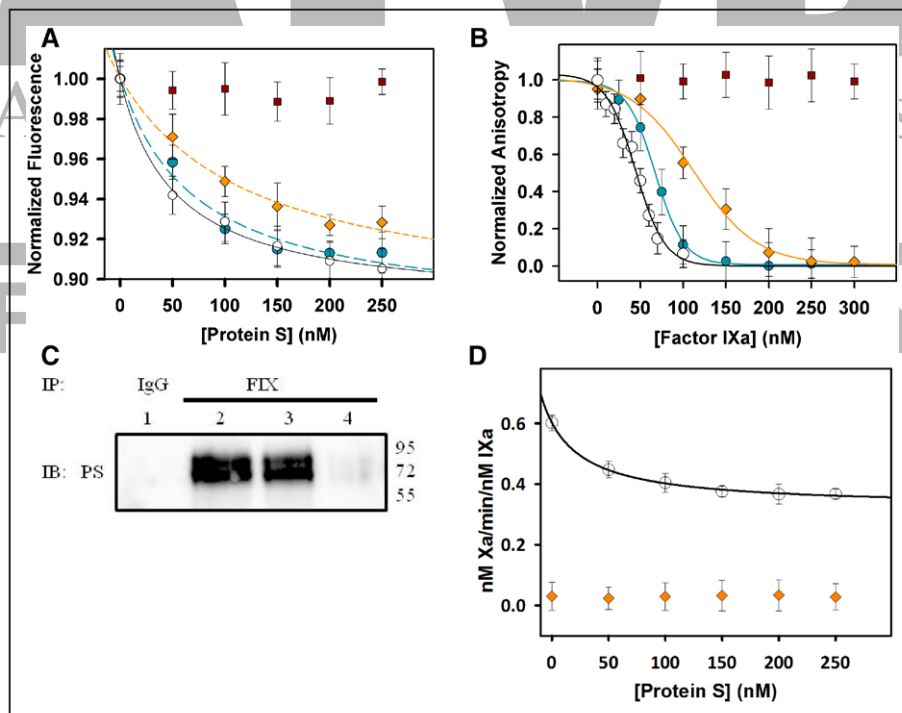 A
Normalized Fluorescence
1.00
0.98
0.96
0.94
0.92
0.90
0 50 100 150 200 250
[Protein S] (nM)
B
Normalized Anisotropy
1.0
0.8
0.6
0.4
0.2
0.0
0 50 100 150 200 250 300
[Factor IXa] (nM)
C
IP: IgG FIX
1 2 3 4
IB: PS
95
72
55
D
nM Xa/min/nM IXa
0.6
0.4
0.2
0.0
0 50 100 150 200 250
[Protein S] (nM)